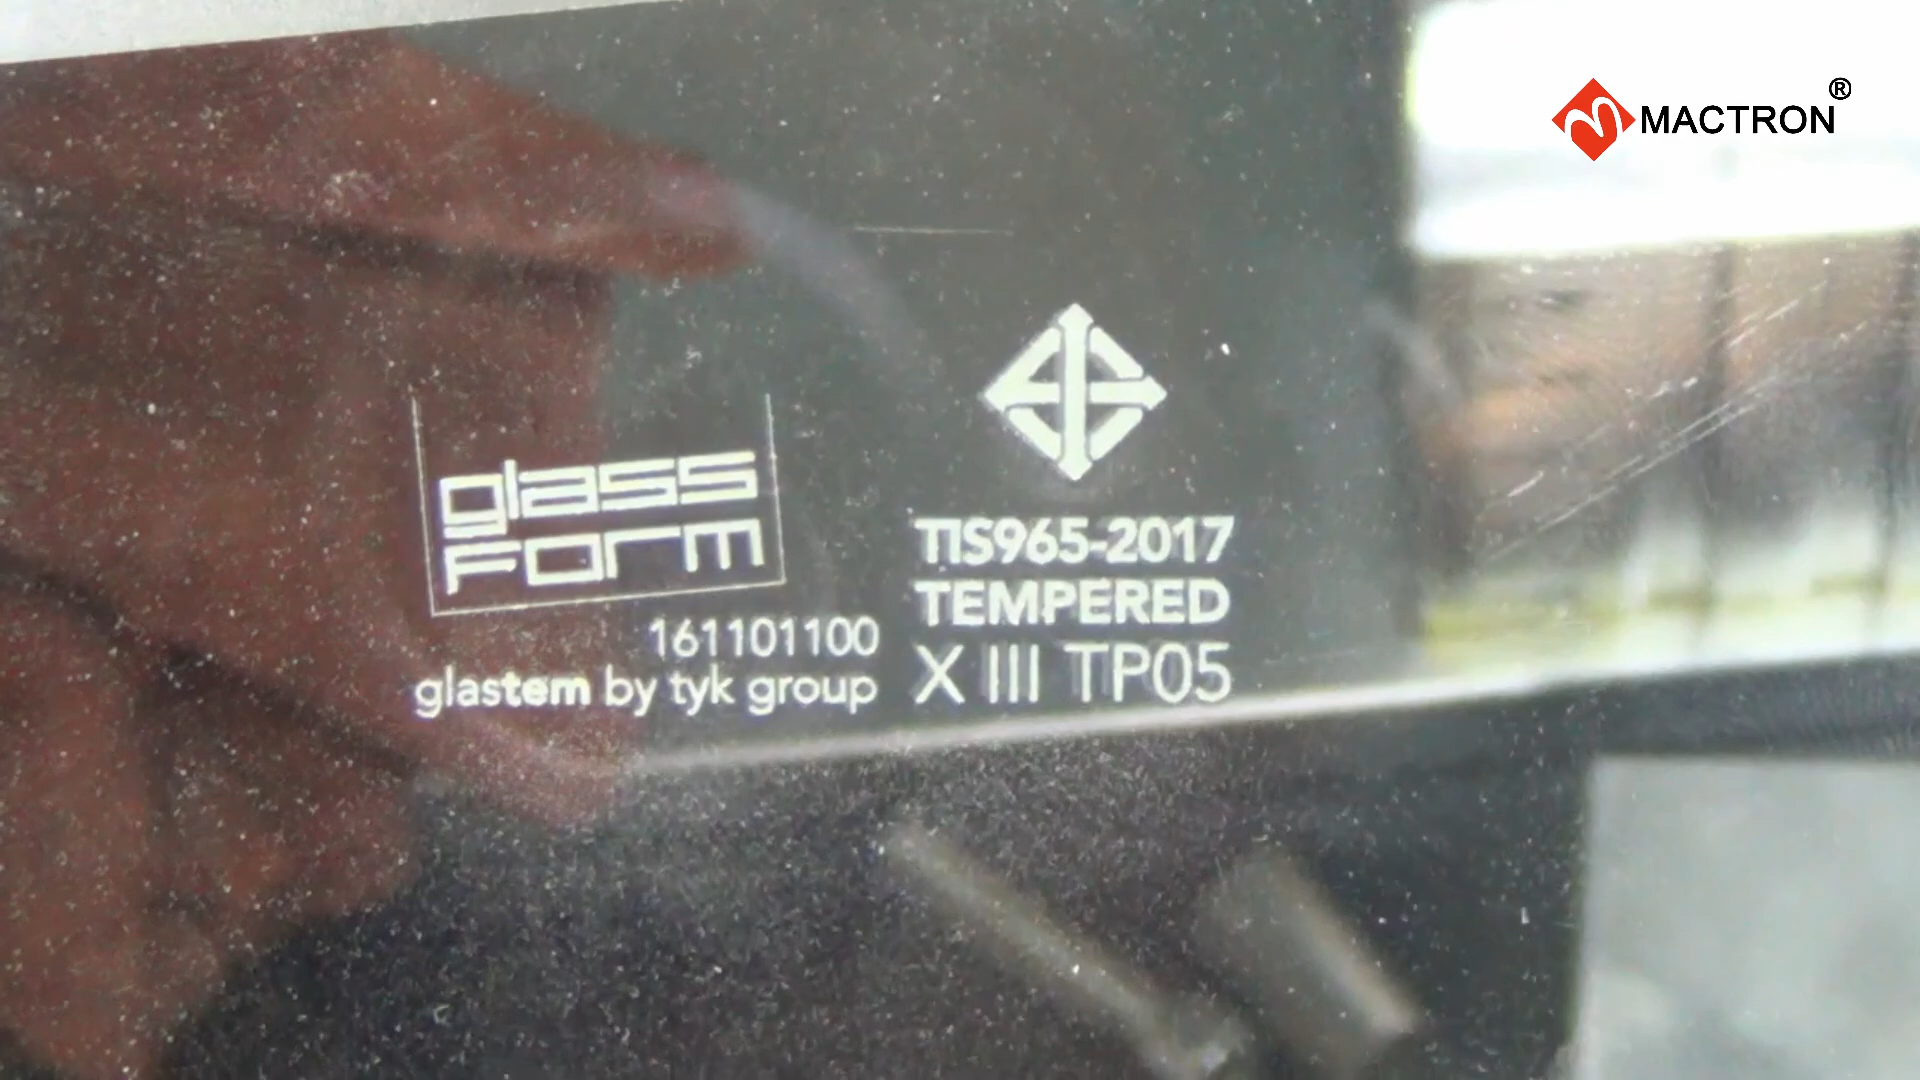 MACTRON®
glass
form
161101100
glastem by tyk group
TIS965-2017
TEMPERED
X III TP05